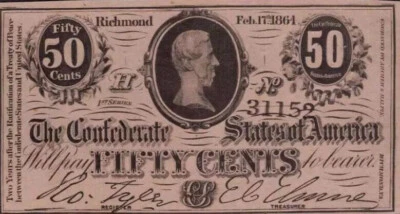 Richmond Feb. 17th 1864
Fifty
50
Cents
50
H
No
1ST SERIES
31152
The Confederate States of America
Will pay FIFTY CENTS to bearer.
REGISTER
TREASURER
Two Years after the Ratification of a Treaty of Peace
between the Confederate States and United States.